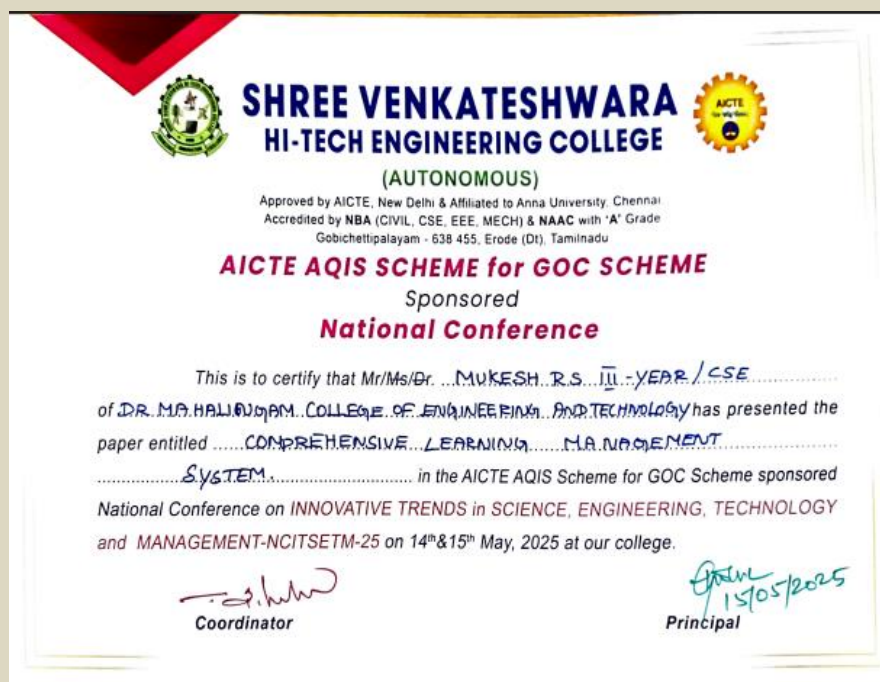 SHREE VENKATESHWARA
HI-TECH ENGINEERING COLLEGE
AICTE
(AUTONOMOUS)
Approved by AICTE, New Delhi & Affiliated to Anna University, Chennai
Accredited by NBA (CIVIL, CSE, EEE, MECH) & NAAC with 'A' Grade
Gobichettipalayam - 638 455, Erode (Dt), Tamilnadu
AICTE AQIS SCHEME for GOC SCHEME
Sponsored
National Conference
This is to certify that Mr/Ms/Dr. MUKESH R.S III - YEAR / CSE
of DR. MAHALINGAM COLLEGE OF ENGINEERING AND TECHNOLOGY has presented the
paper entitled COMPREHENSIVE LEARNING MANAGEMENT
SYSTEM. in the AICTE AQIS Scheme for GOC Scheme sponsored
National Conference on INNOVATIVE TRENDS in SCIENCE, ENGINEERING, TECHNOLOGY
and MANAGEMENT-NCITSETM-25 on 14th&15th May, 2025 at our college.
15/05/2025
Coordinator
Principal